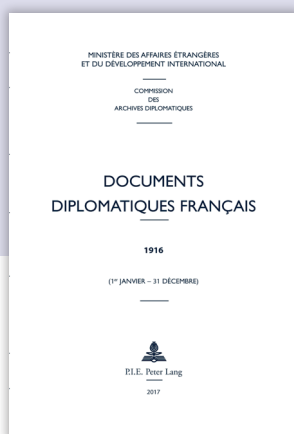 MINISTÈRE DES AFFAIRES ÉTRANGÈRES
ET DU DÉVELOPPEMENT INTERNATIONAL
COMMISSION
DES
ARCHIVES DIPLOMATIQUES
DOCUMENTS
DIPLOMATIQUES FRANÇAIS
1916
(1er JANVIER – 31 DÉCEMBRE)
P.I.E. Peter Lang
2017